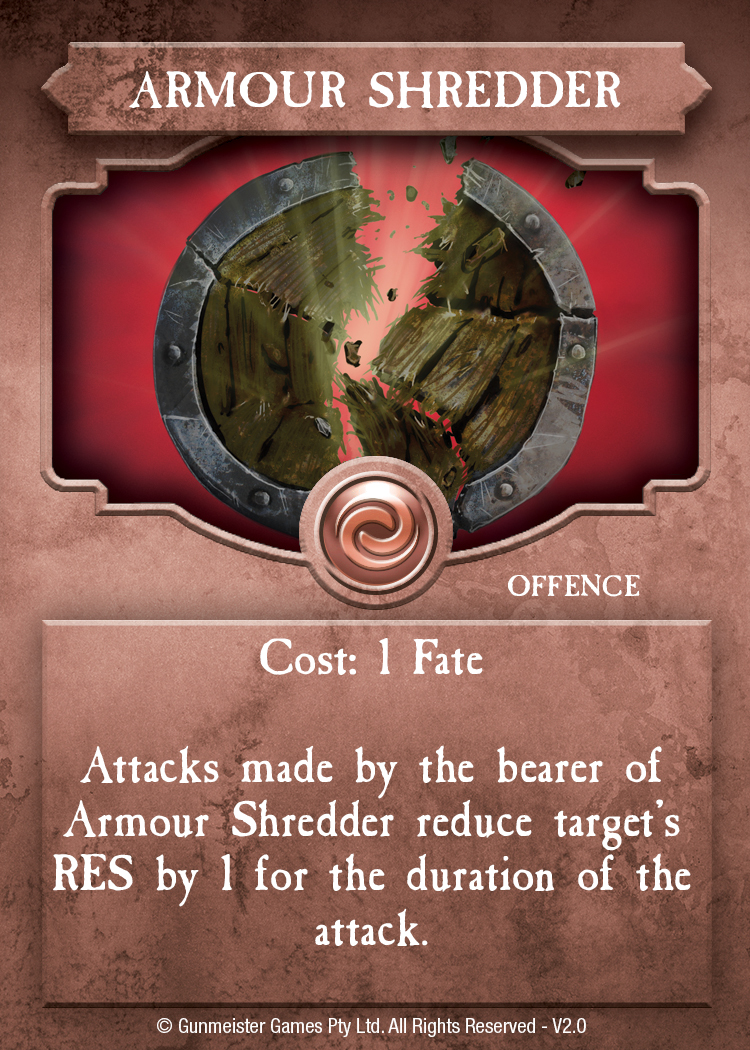 ARMOUR SHREDDER
OFFENCE
Cost: 1 Fate
Attacks made by the bearer of
Armour Shredder reduce target's
RES by 1 for the duration of the
attack.
© Gunmeister Games Pty Ltd. All Rights Reserved - V2.0